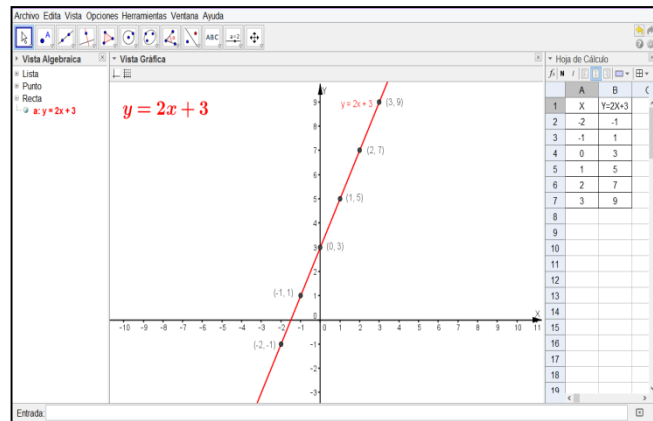 Archivo Edita Vista Opciones Herramientas Ventana Ayuda
A
ABC
a=2
Vista Algebraica
Vista Gráfica
Hoja de Cálculo
Lista
Punto
Recta
a: y = 2x + 3
y = 2x + 3
y = 2x + 3
(3, 9)
(2, 7)
(1, 5)
(0, 3)
(-1, 1)
(-2, -1)
Y
X
9
8
7
6
5
4
3
2
1
0
-1
-2
-3
-10 -9 -8 -7 -6 -5 -4 -3 -2 -1 0 1 2 3 4 5 6 7 8 9 10 11
N
A B C
1 X Y=2X+3
2 -2 -1
3 -1 1
4 0 3
5 1 5
6 2 7
7 3 9
8
9
10
11
12
13
14
15
16
17
18
19
Entrada: